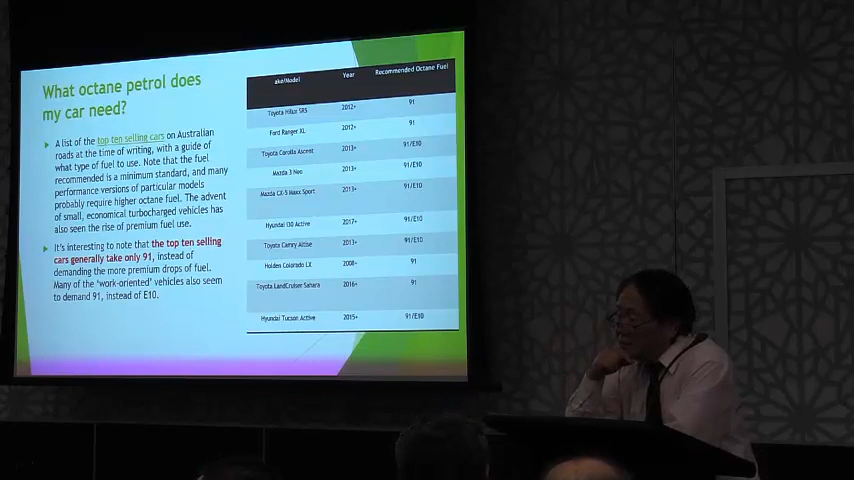 What octane petrol does
my car need?
A list of the top ten selling cars on Australian
roads at the time of writing, with a guide of
what type of fuel to use. Note that the fuel
recommended is a minimum standard, and many
performance versions of particular models
probably require higher octane fuel. The advent
of small, economical turbocharged vehicles has
also seen the rise of premium fuel use.
It's interesting to note that the top ten selling
cars generally take only 91, instead of
demanding the more premium drops of fuel.
Many of the 'work-oriented' vehicles also seem
to demand 91, instead of E10.
ake/Model Year Recommended Octane Fuel
Toyota Hilux SR5 2012+ 91
Ford Ranger XL 2012+ 91
Toyota Corolla Ascent 2013+ 91/E10
Mazda 3 Neo 2013+ 91/E10
Mazda CX-5 Maxx Sport 2013+ 91/E10
Hyundai i30 Active 2017+ 91/E10
Toyota Camry Altise 2013+ 91/E10
Holden Colorado LX 2008+ 91
Toyota LandCruiser Sahara 2016+ 91
Hyundai Tucson Active 2015+ 91/E10